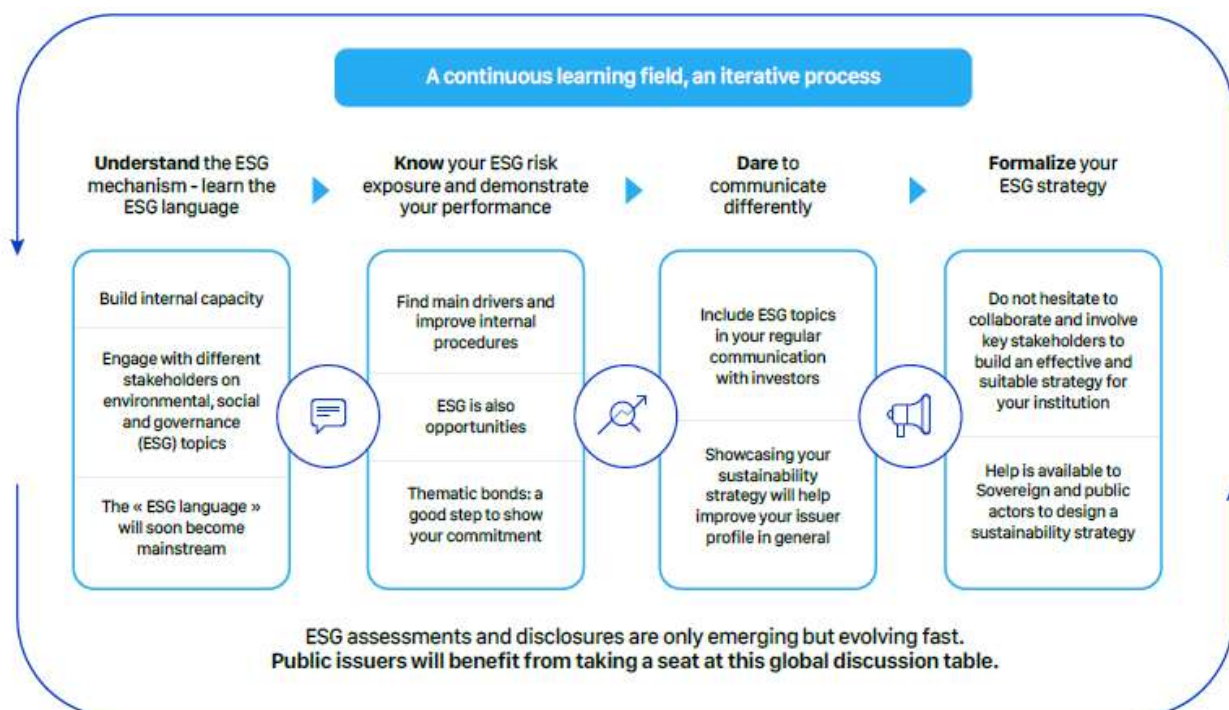 A continuous learning field, an iterative process
Understand the ESG
mechanism - learn the
ESG language
Know your ESG risk
exposure and demonstrate
your performance
Dare to
communicate
differently
Formalize your
ESG strategy
Build internal capacity
Engage with different
stakeholders on
environmental, social
and governance
(ESG) topics
The « ESG language »
will soon become
mainstream
Find main drivers and
improve internal
procedures
ESG is also
opportunities
Thematic bonds: a
good step to show
your commitment
Include ESG topics
in your regular
communication
with investors
Showcasing your
sustainability
strategy will help
improve your issuer
profile in general
Do not hesitate to
collaborate and involve
key stakeholders to
build an effective and
suitable strategy for
your institution
Help is available to
Sovereign and public
actors to design a
sustainability strategy
ESG assessments and disclosures are only emerging but evolving fast.
Public issuers will benefit from taking a seat at this global discussion table.